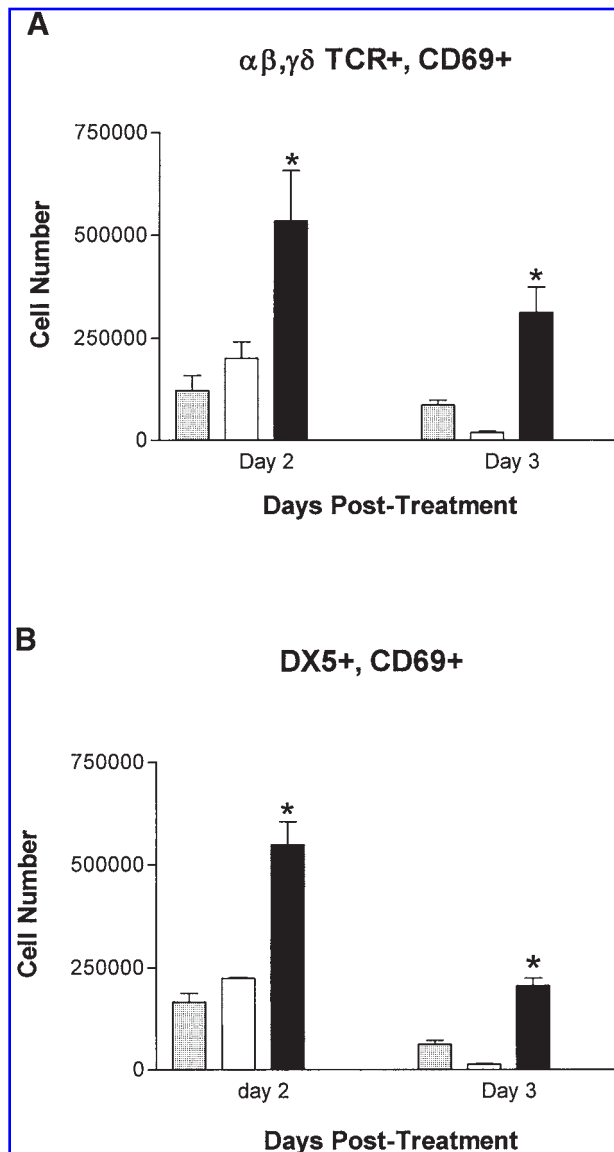 A
αβ,γδ TCR+, CD69+
750000
*
500000
*
Cell Number
250000
0
Day 2 Day 3
Days Post-Treatment
B
DX5+, CD69+
750000
*
500000
Cell Number
*
250000
0
day 2 Day 3
Days Post-Treatment